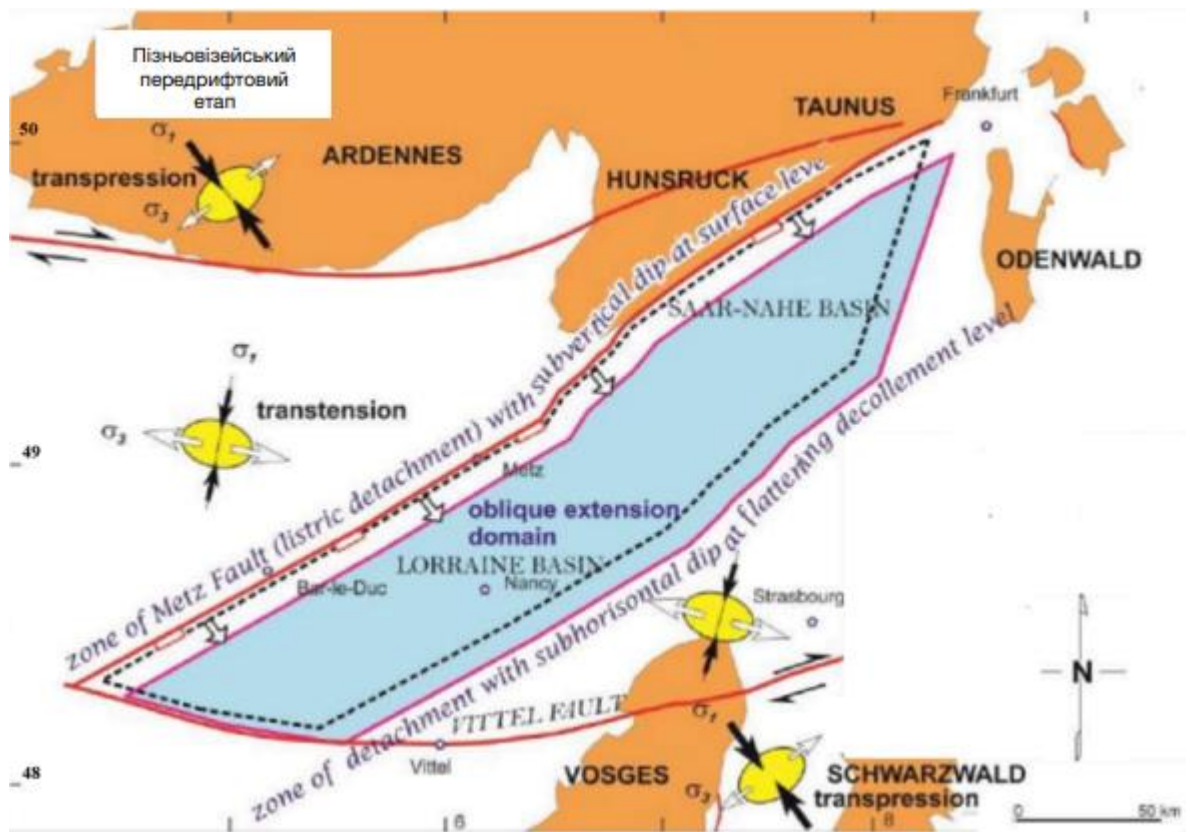 Пізньовізейський
передрифтовий
етап
TAUNUS
Frankfurt
50
σ₁
ARDENNES
transpression
HUNSRUCK
σ₃
ODENWALD
zone of Metz Fault (listric detachment) with subvertical dip at surface leve
SAAR-NAHE BASIN
σ₁
transtension
σ₃
49
Metz
oblique extension
domain
LORRAINE BASIN
Bar-le-Duc
Nancy
Strasbourg
zone of detachment with subhorisontal dip at flattening decollement level
N
VITTEL FAULT
σ₁
Vittel
48
VOSGES
SCHWARZWALD
σ₃
transpression
6
8
0
50 km